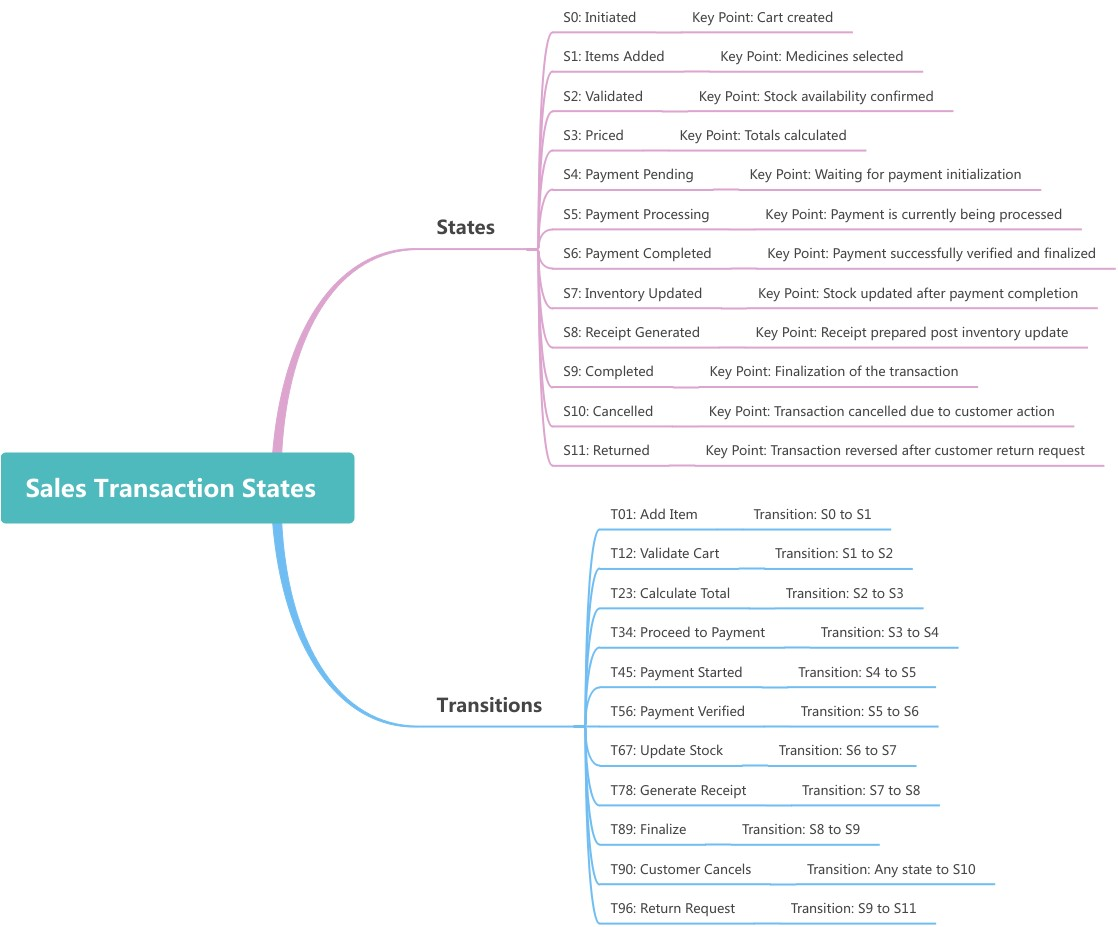 Sales Transaction States
States
S0: Initiated Key Point: Cart created
S1: Items Added Key Point: Medicines selected
S2: Validated Key Point: Stock availability confirmed
S3: Priced Key Point: Totals calculated
S4: Payment Pending Key Point: Waiting for payment initialization
S5: Payment Processing Key Point: Payment is currently being processed
S6: Payment Completed Key Point: Payment successfully verified and finalized
S7: Inventory Updated Key Point: Stock updated after payment completion
S8: Receipt Generated Key Point: Receipt prepared post inventory update
S9: Completed Key Point: Finalization of the transaction
S10: Cancelled Key Point: Transaction cancelled due to customer action
S11: Returned Key Point: Transaction reversed after customer return request
Transitions
T01: Add Item Transition: S0 to S1
T12: Validate Cart Transition: S1 to S2
T23: Calculate Total Transition: S2 to S3
T34: Proceed to Payment Transition: S3 to S4
T45: Payment Started Transition: S4 to S5
T56: Payment Verified Transition: S5 to S6
T67: Update Stock Transition: S6 to S7
T78: Generate Receipt Transition: S7 to S8
T89: Finalize Transition: S8 to S9
T90: Customer Cancels Transition: Any state to S10
T96: Return Request Transition: S9 to S11